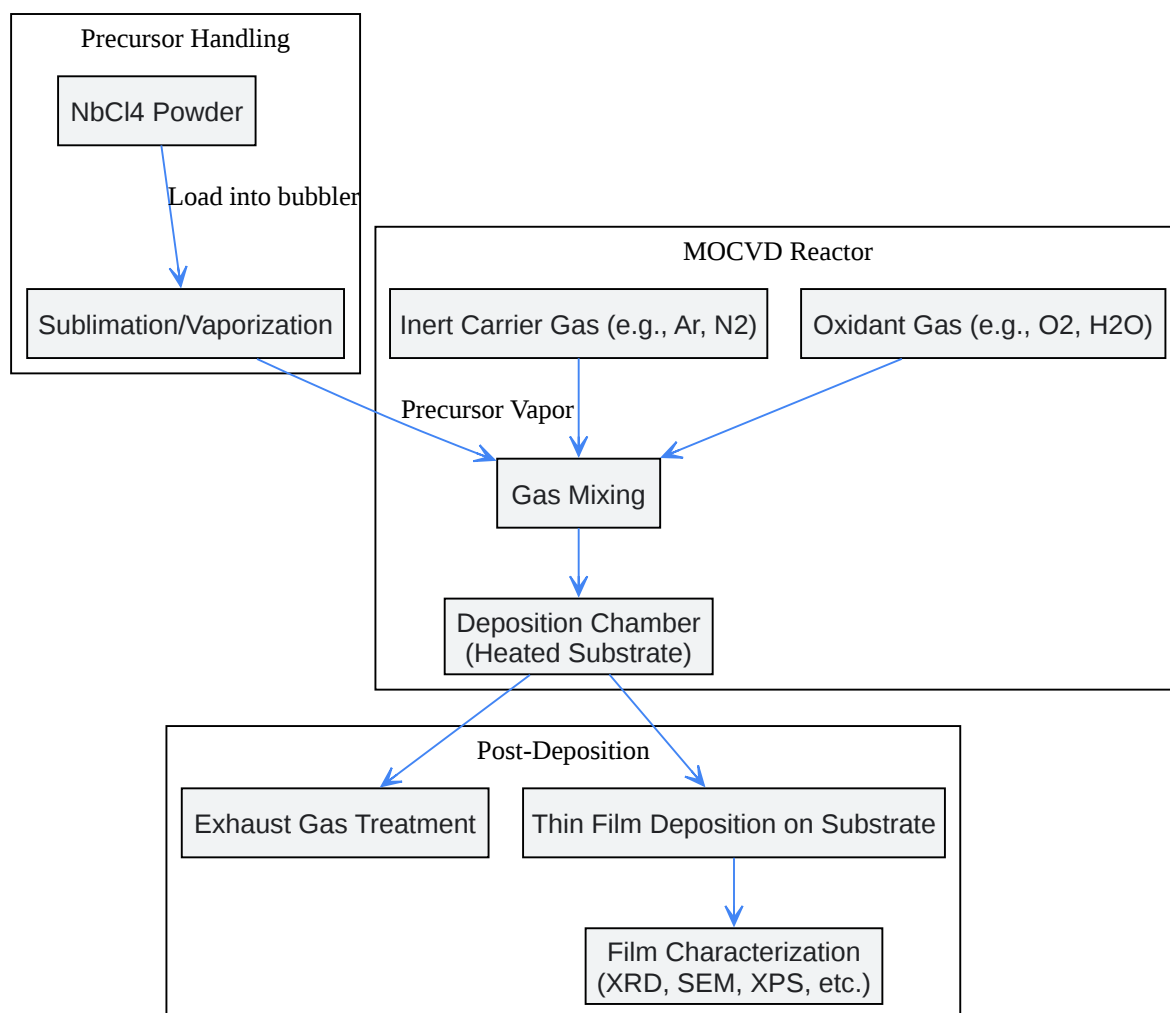 Precursor Handling
NbCl4 Powder
Load into bubbler
Sublimation/Vaporization
MOCVD Reactor
Inert Carrier Gas (e.g., Ar, N2)
Oxidant Gas (e.g., O2, H2O)
Precursor Vapor
Gas Mixing
Deposition Chamber
(Heated Substrate)
Post-Deposition
Exhaust Gas Treatment
Thin Film Deposition on Substrate
Film Characterization
(XRD, SEM, XPS, etc.)